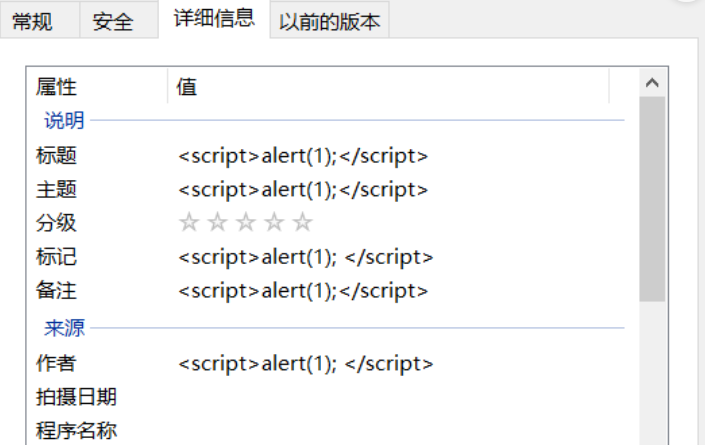 常规 安全 详细信息 以前的版本
属性 值
说明
标题 <script>alert(1);</script>
主题 <script>alert(1);</script>
分级
标记 <script>alert(1); </script>
备注 <script>alert(1);</script>
来源
作者 <script>alert(1); </script>
拍摄日期
程序名称